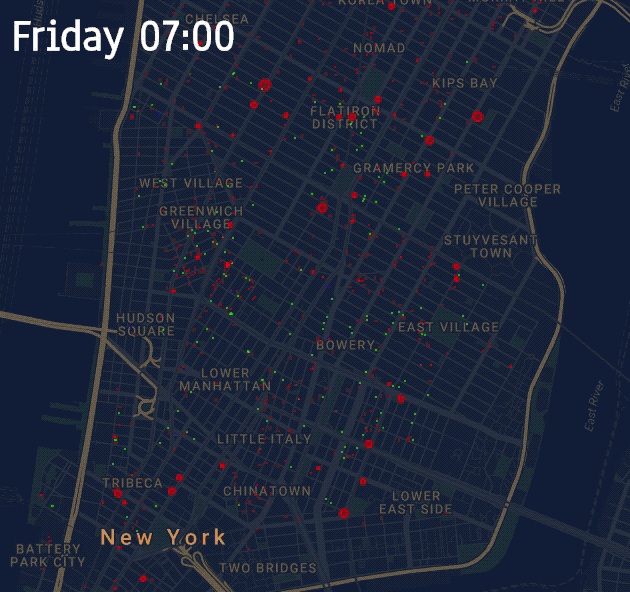 KOREATOWN
CHELSEA
Friday 07:00
NOMAD
KIPS BAY
East River
FLATIRON
DISTRICT
GRAMERCY PARK
WEST VILLAGE
PETER COOPER
VILLAGE
GREENWICH
VILLAGE
STUYVESANT
TOWN
HUDSON
SQUARE
EAST VILLAGE
BOWERY
LOWER
MANHATTAN
East River
LITTLE ITALY
TRIBECA
CHINATOWN
LOWER
EAST SIDE
New York
BATTERY
PARK CITY
TWO BRIDGES